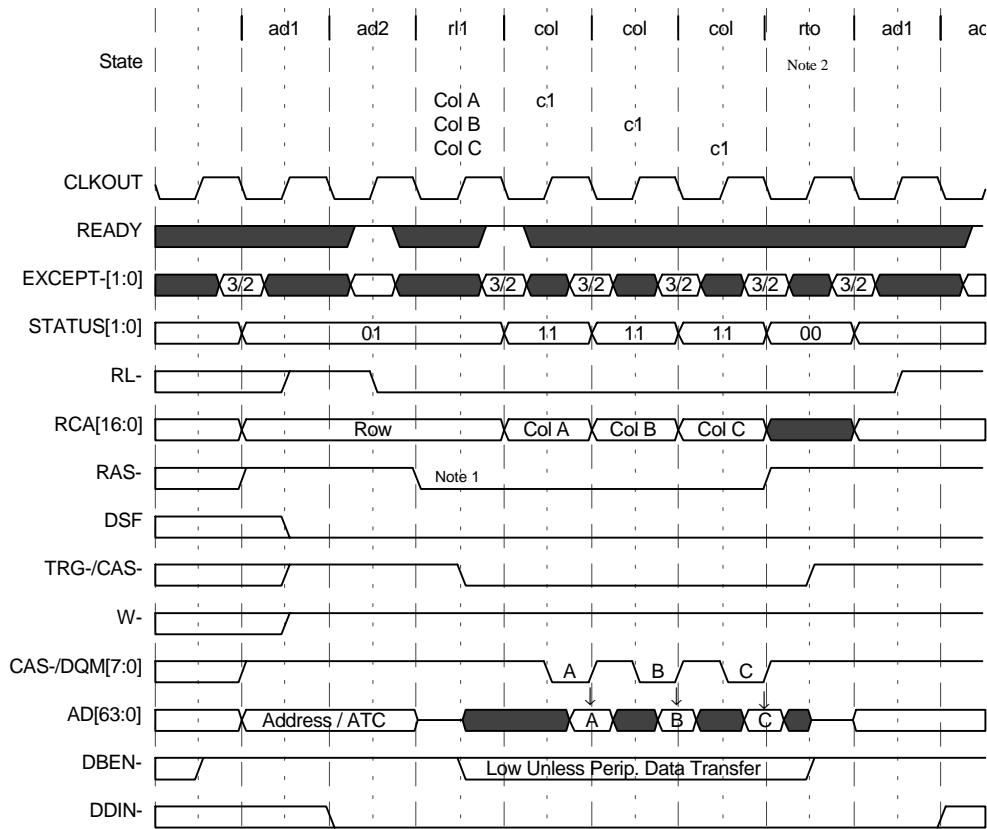 ad1 ad2 rl1 col col col rto ad1 ad
State Note 2
Col A c1
Col B c1
Col C c1
CLKOUT
READY
EXCEPT-[1:0] 3/2 3/2 3/2 3/2 3/2 3/2
STATUS[1:0] 01 11 11 11 00
RL-
RCA[16:0] Row Col A Col B Col C
RAS- Note 1
DSF
TRG-/CAS-
W-
CAS-/DQM[7:0] A B C
AD[63:0] Address / ATC A B C
DBEN- Low Unless Perip. Data Transfer
DDIN-